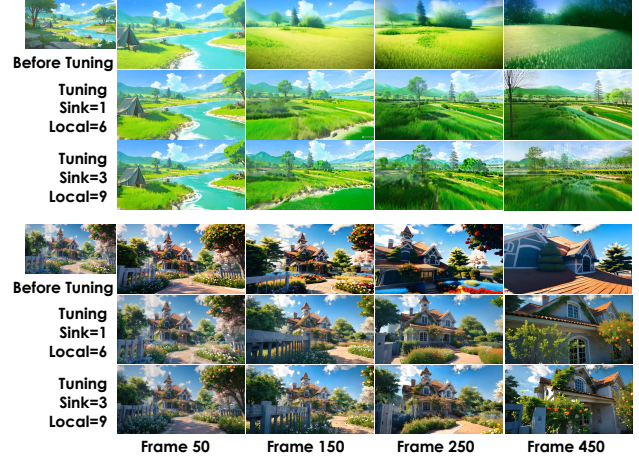 Before Tuning
Tuning
Sink=1
Local=6
Tuning
Sink=3
Local=9
Before Tuning
Tuning
Sink=1
Local=6
Tuning
Sink=3
Local=9
Frame 50 Frame 150 Frame 250 Frame 450